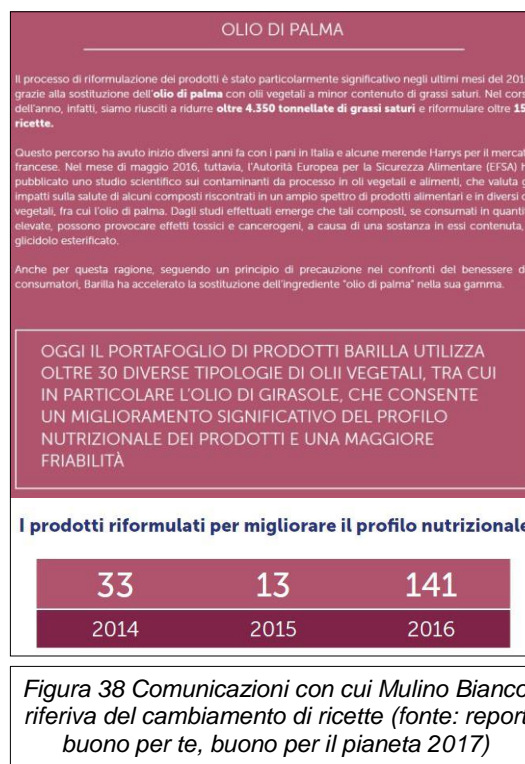 OLIO DI PALMA
Il processo di riformulazione dei prodotti è stato particolarmente significativo negli ultimi mesi del 201
grazie alla sostituzione dell'olio di palma con olii vegetali a minor contenuto di grassi saturi. Nel cors
dell'anno, infatti, siamo riusciti a ridurre oltre 4.350 tonnellate di grassi saturi e riformulare oltre 15
ricette.
Questo percorso ha avuto inizio diversi anni fa con i pani in Italia e alcune merende Harrys per il mercat
francese. Nel mese di maggio 2016, tuttavia, l'Autorità Europea per la Sicurezza Alimentare (EFSA) h
pubblicato uno studio scientifico sui contaminanti da processo in oli vegetali e alimenti, che valuta g
impatti sulla salute di alcuni composti riscontrati in un ampio spettro di prodotti alimentari e in diversi o
vegetali, fra cui l'olio di palma. Dagli studi effettuati emerge che tali composti, se consumati in quantit
elevate, possono provocare effetti tossici e cancerogeni, a causa di una sostanza in essi contenuta,
glicidolo esterificato.
Anche per questa ragione, seguendo un principio di precauzione nei confronti del benessere d
consumatori, Barilla ha accelerato la sostituzione dell'ingrediente "olio di palma" nella sua gamma.
OGGI IL PORTAFOGLIO DI PRODOTTI BARILLA UTILIZZA
OLTRE 30 DIVERSE TIPOLOGIE DI OLII VEGETALI, TRA CUI
IN PARTICOLARE L'OLIO DI GIRASOLE, CHE CONSENTE
UN MIGLIORAMENTO SIGNIFICATIVO DEL PROFILO
NUTRIZIONALE DEI PRODOTTI E UNA MAGGIORE
FRIABILITÀ
I prodotti riformulati per migliorare il profilo nutrizionale
33 13 141
2014 2015 2016
Figura 38 Comunicazioni con cui Mulino Bianco
riferiva del cambiamento di ricette (fonte: report
buono per te, buono per il pianeta 2017)